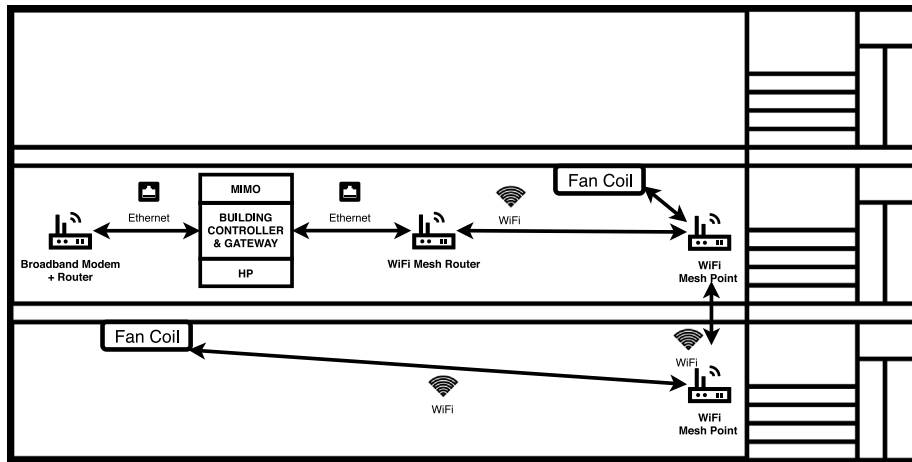 Fan Coil
MIMO
BUILDING
CONTROLLER
& GATEWAY
HP
Ethernet
Ethernet
WiFi
Broadband Modem
+ Router
WiFi Mesh Router
WiFi
Mesh Point
Fan Coil
WiFi
WiFi
WiFi
Mesh Point